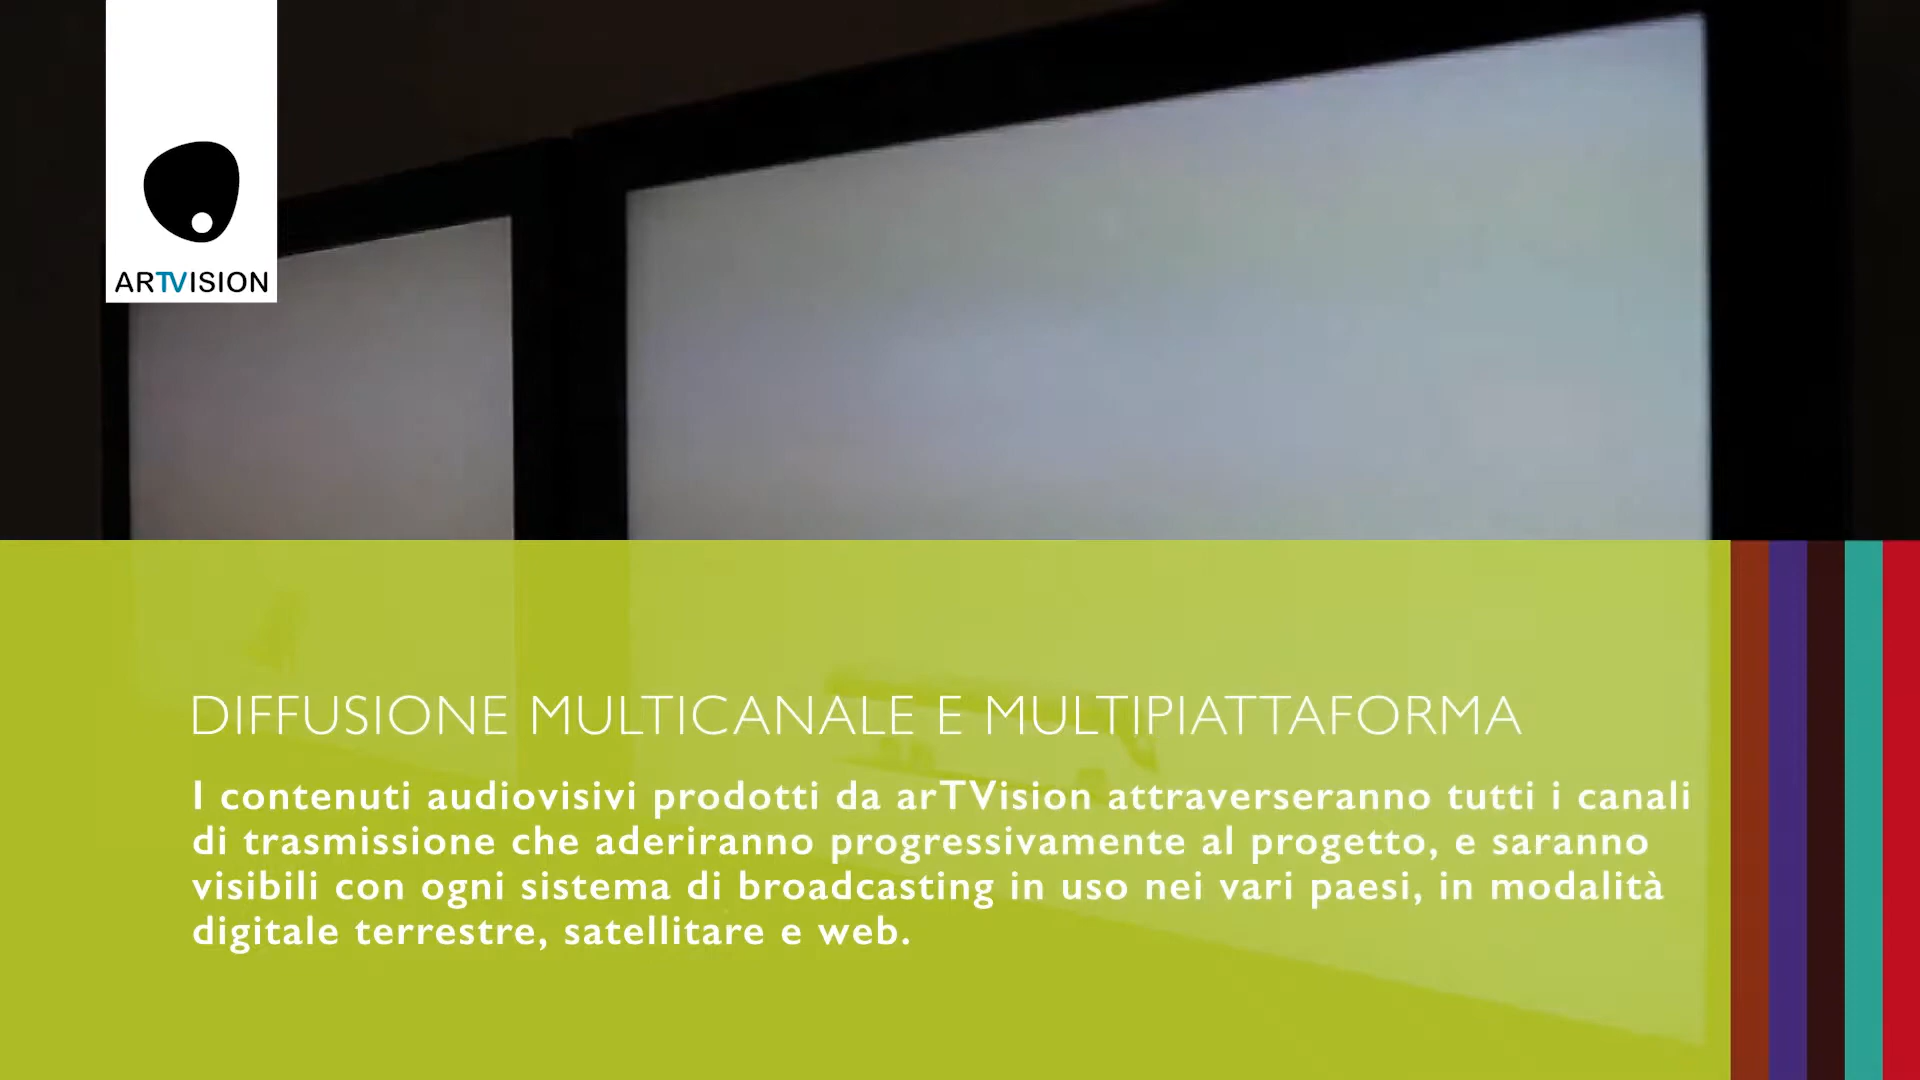 ARTVISION
DIFFUSIONE MULTICANALE E MULTIPIATTAFORMA
I contenuti audiovisivi prodotti da arTVision attraverseranno tutti i canali
di trasmissione che aderiranno progressivamente al progetto, e saranno
visibili con ogni sistema di broadcasting in uso nei vari paesi, in modalità
digitale terrestre, satellitare e web.